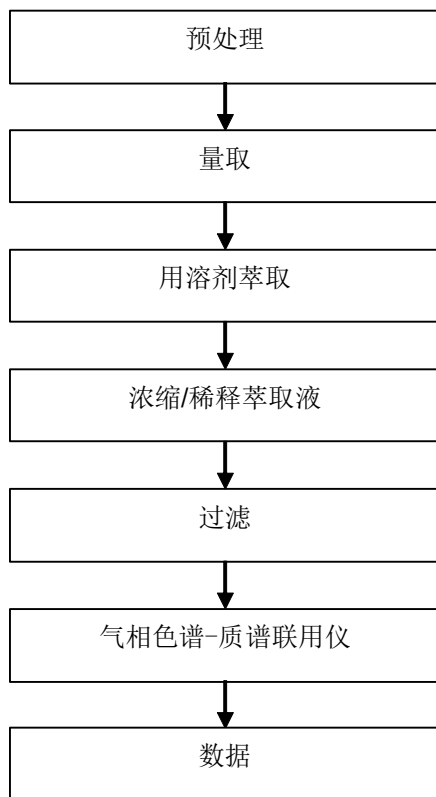 预处理
量取
用溶剂萃取
浓缩/稀释萃取液
过滤
气相色谱-质谱联用仪
数据